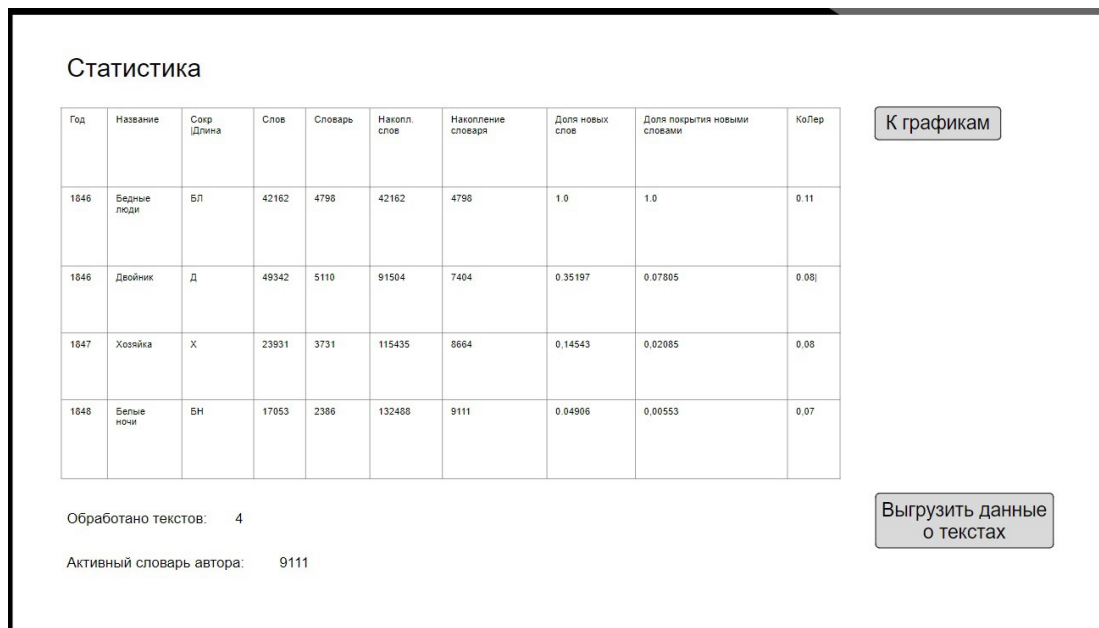 Статистика
Год Название Сокр Слов Словарь Накопл. Накопление Доля новых Доля покрытия новыми КоЛер
|Длина слов словаря слов словами
К графикам
1846 Бедные БЛ 42162 4798 42162 4798 1.0 1.0 0.11
люди
1846 Двойник Д 49342 5110 91504 7404 0.35197 0.07805 0.08|
1847 Хозяйка Х 23931 3731 115435 8664 0,14543 0,02085 0,08
1848 Белые БН 17053 2386 132488 9111 0.04906 0,00553 0,07
ночи
Обработано текстов: 4
Активный словарь автора: 9111
Выгрузить данные
о текстах